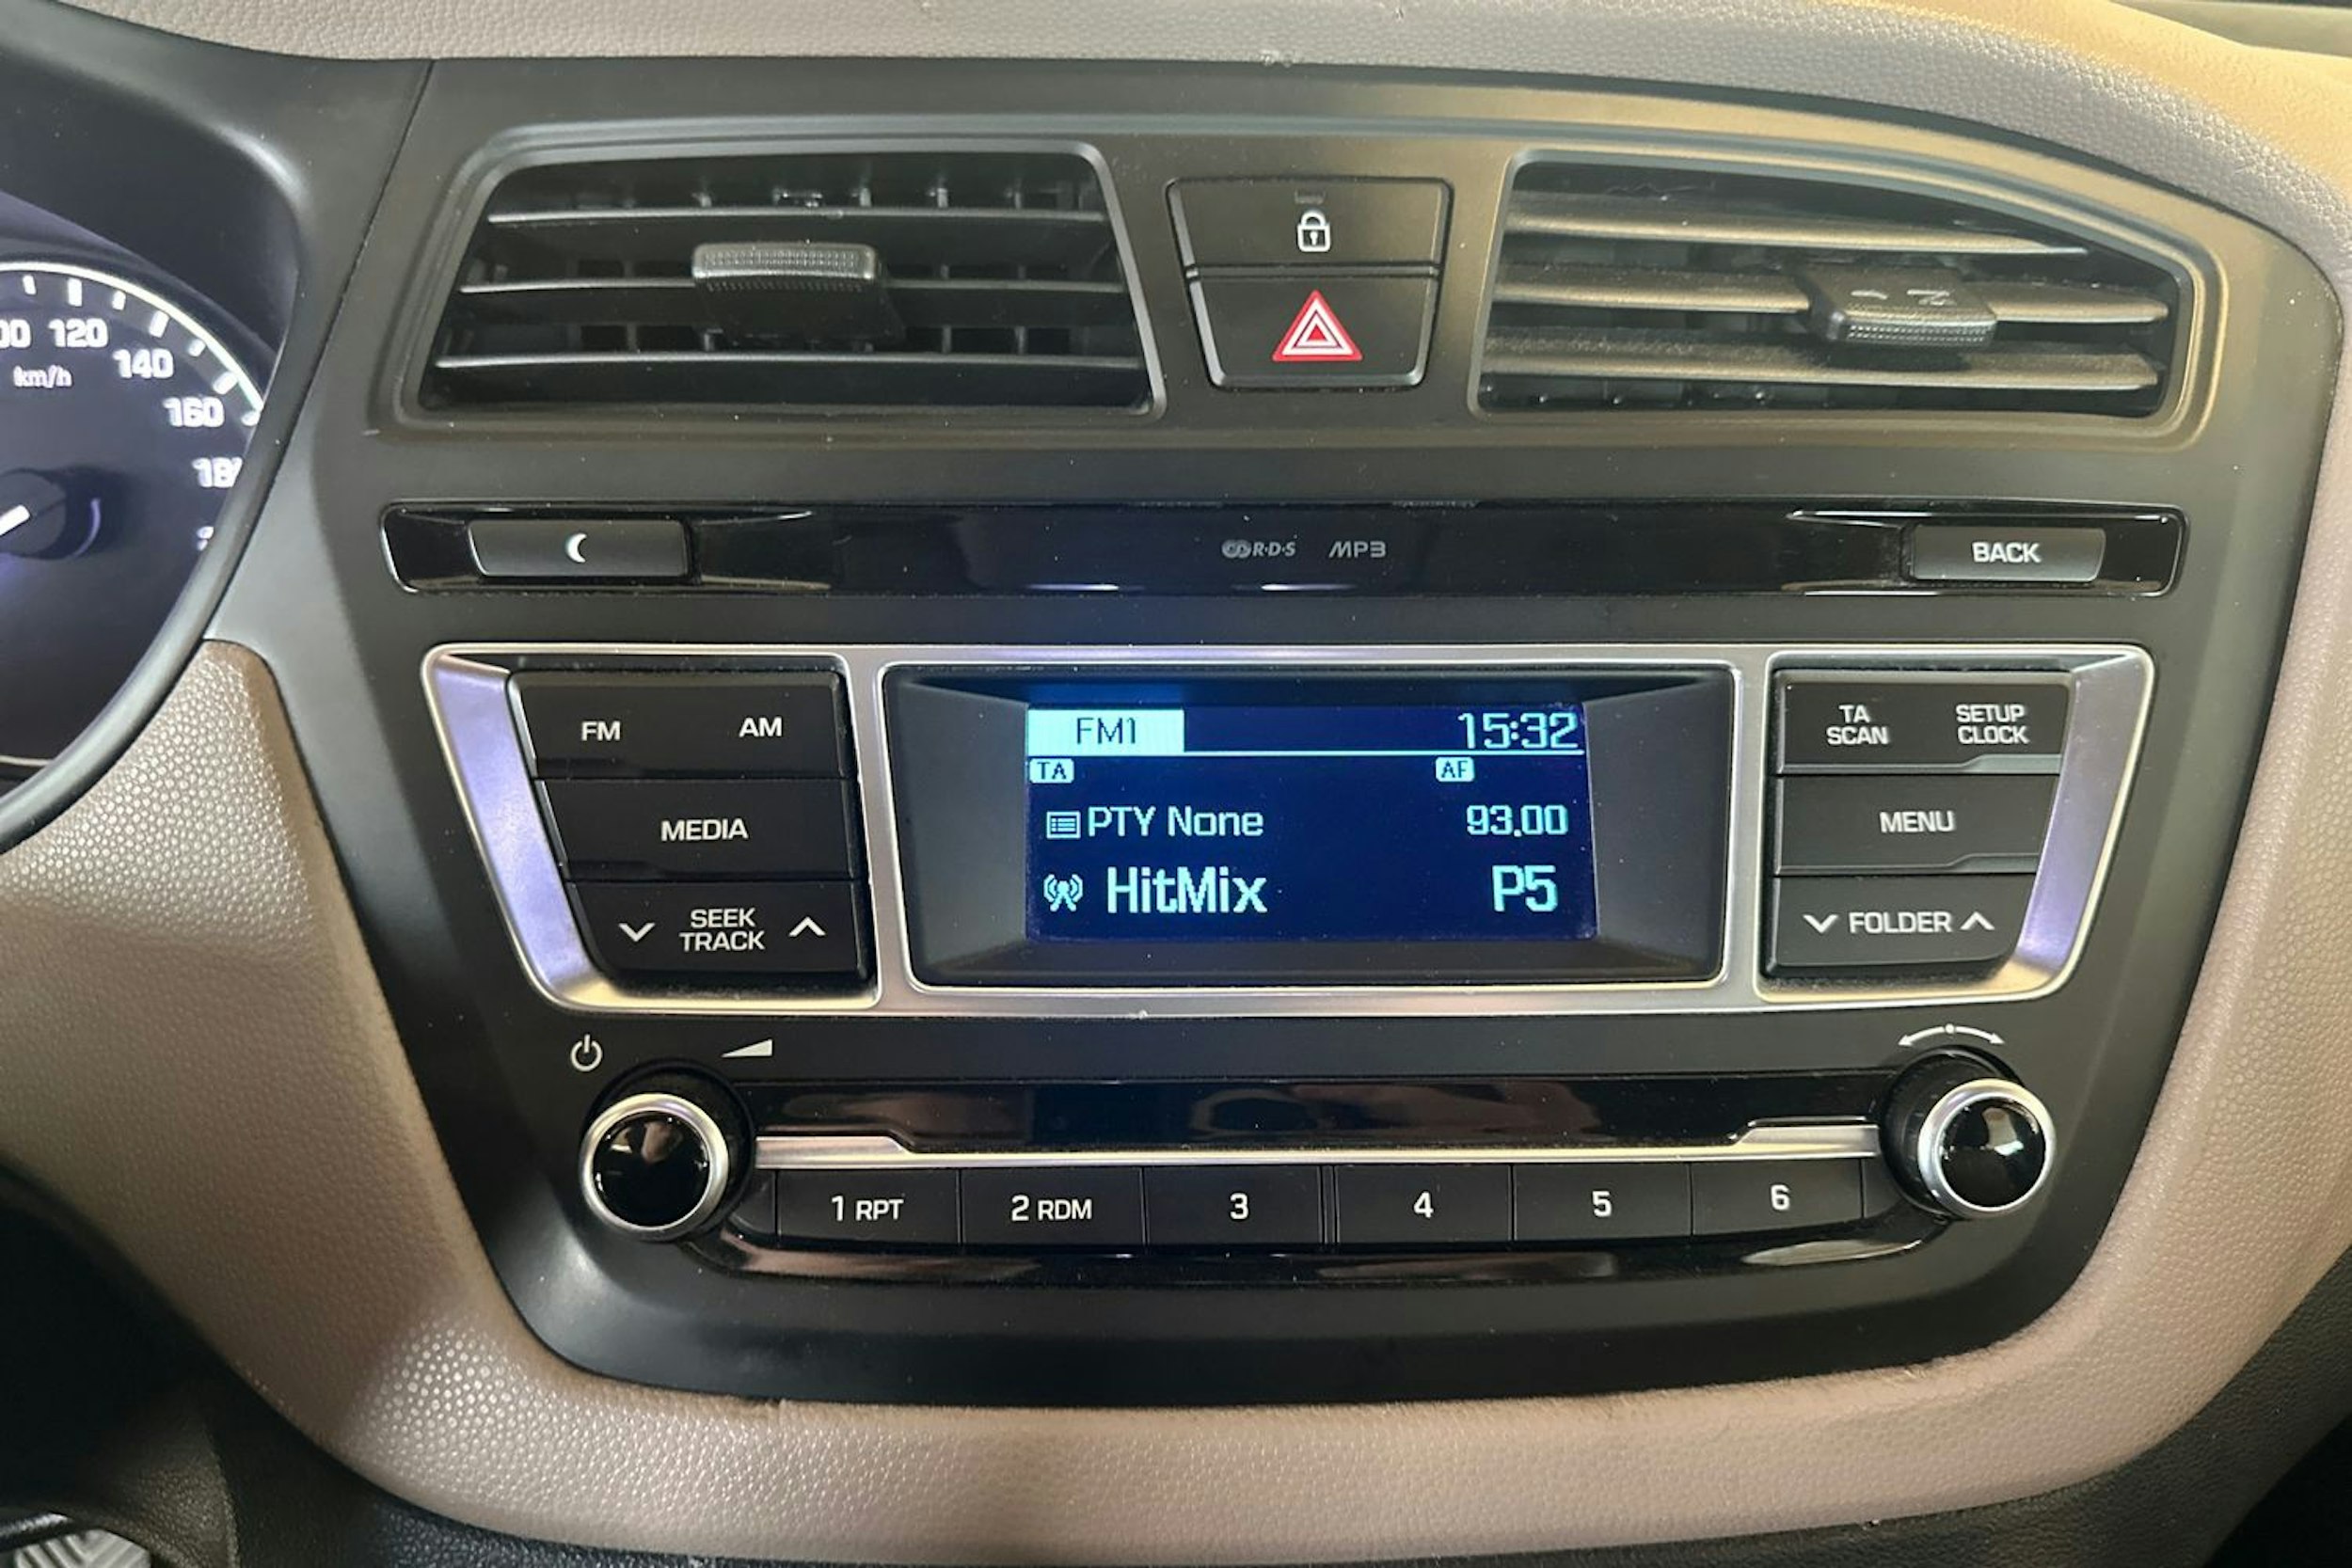 120
km/h
140
160
R·D·S MP3
BACK
FM AM
MEDIA
SEEK
TRACK
FM1 15:32
TA AF
PTY None 93.00
HitMix P5
TA
SCAN
SETUP
CLOCK
MENU
FOLDER
1 RPT
2 RDM
3
4
5
6